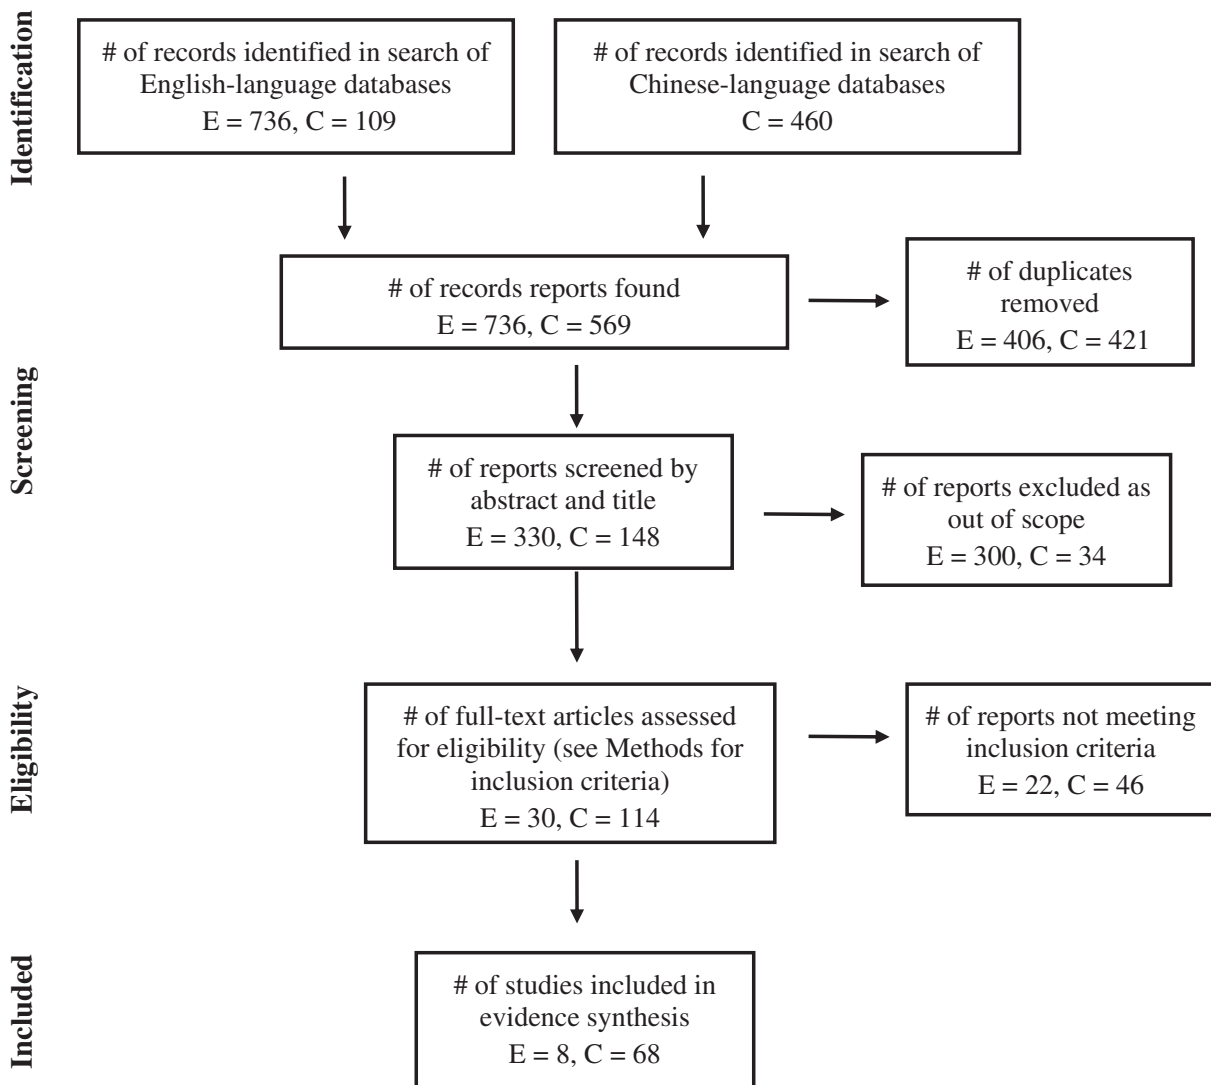 Identification
# of records identified in search of
English-language databases
E = 736, C = 109
# of records identified in search of
Chinese-language databases
C = 460
# of records reports found
E = 736, C = 569
# of duplicates
removed
E = 406, C = 421
Screening
# of reports screened by
abstract and title
E = 330, C = 148
# of reports excluded as
out of scope
E = 300, C = 34
Eligibility
# of full-text articles assessed
for eligibility (see Methods for
inclusion criteria)
E = 30, C = 114
# of reports not meeting
inclusion criteria
E = 22, C = 46
Included
# of studies included in
evidence synthesis
E = 8, C = 68